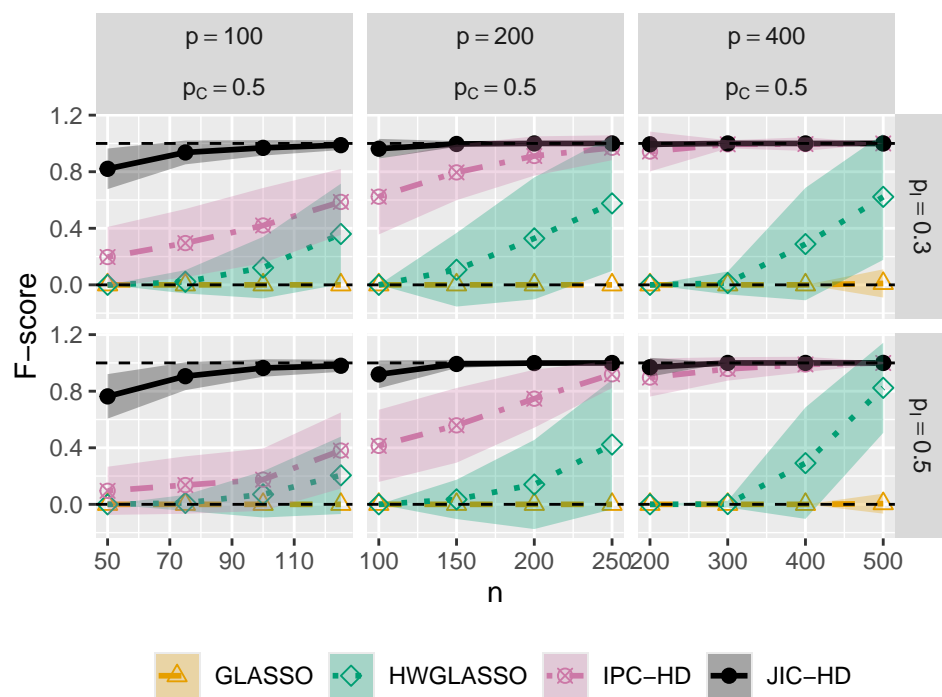 p = 100 p = 200 p = 400
p_C = 0.5 p_C = 0.5 p_C = 0.5
1.2
0.8
0.4
0.0
p_I = 0.3
1.2
0.8
0.4
0.0
p_I = 0.5
F−score
50 70 90 110 100 150 200 250 200 300 400 500
n
GLASSO HWGLASSO IPC−HD JIC−HD